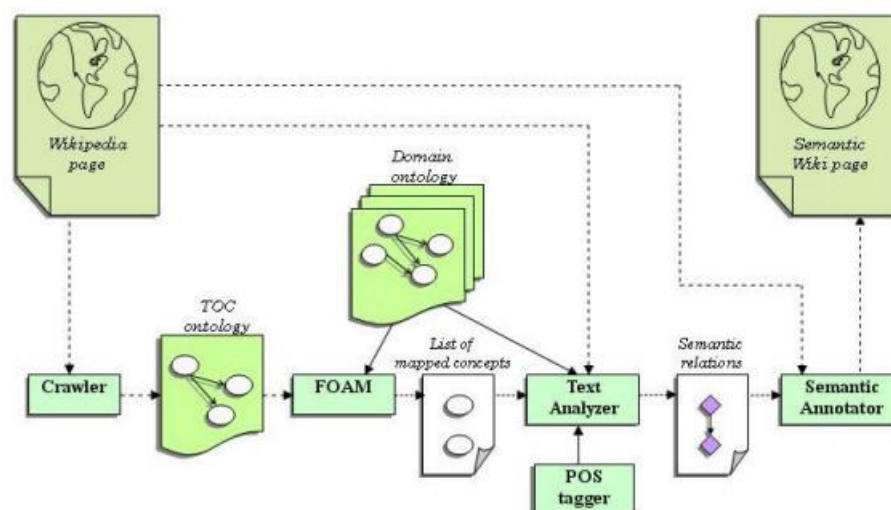 Wikipedia
page
Semantic
Wiki page
Domain
ontology
TOC
ontology
List of
mapped concepts
Semantic
relations
Crawler
FOAM
Text
Analyzer
Semantic
Annotator
POS
tagger